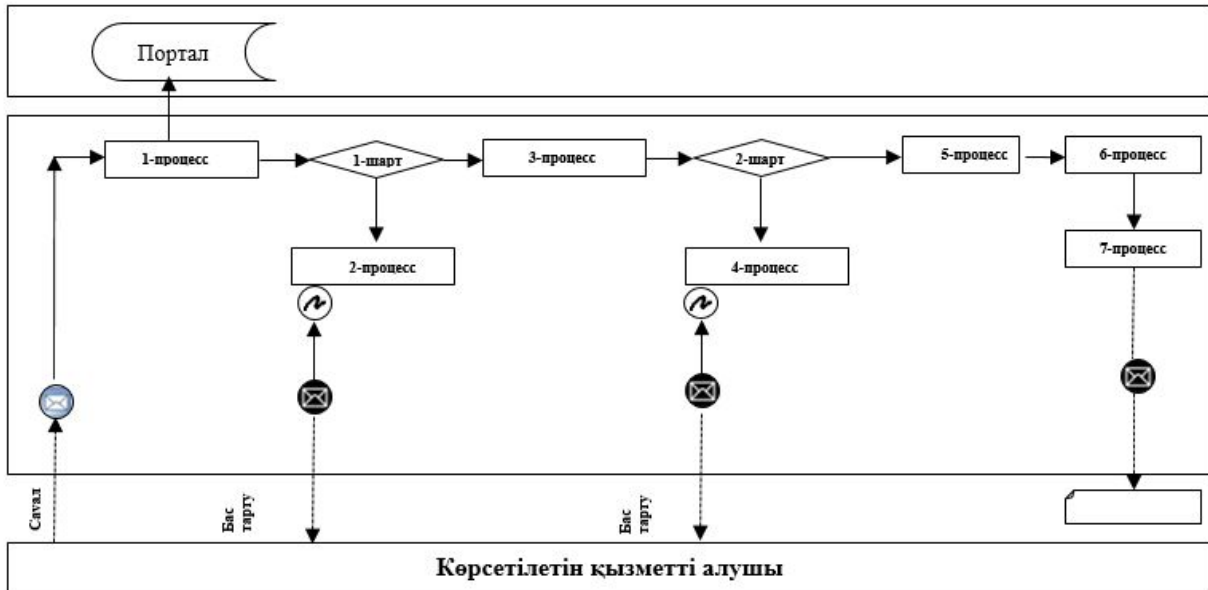 Портал
1-процесс
1-шарт
3-процесс
2-шарт
5-процесс
6-процесс
2-процесс
4-процесс
7-процесс
Сауал
Бас
тарту
Бас
тарту
Көрсетілетін қызметті алушы